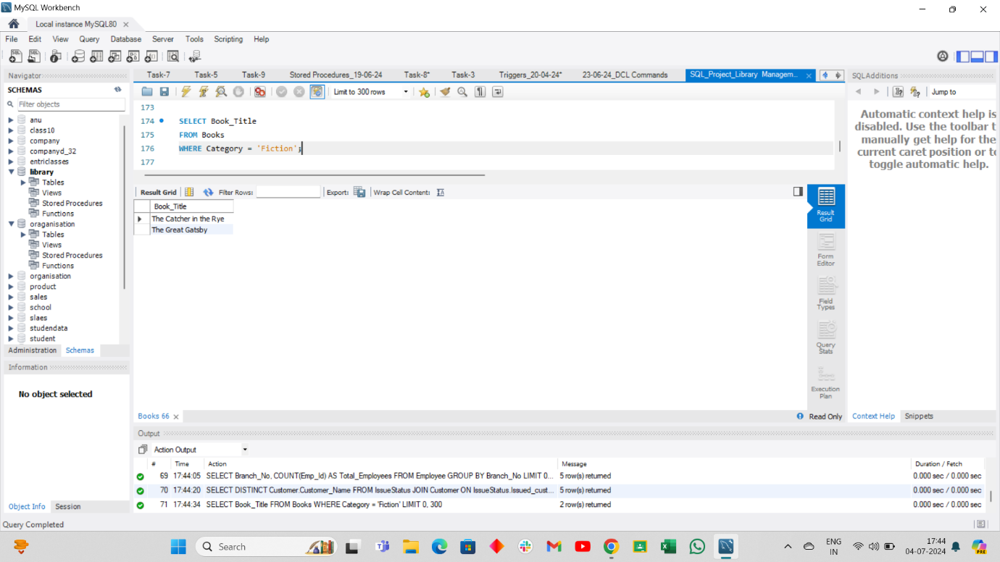 MySQL Workbench
Local instance MySQL80
File Edit View Query Database Server Tools Scripting Help
Navigator
SCHEMAS
Filter objects
anu
class10
company
companyd_32
entriclasses
library
Tables
Views
Stored Procedures
Functions
oraganisation
Tables
Views
Stored Procedures
Functions
organisation
product
sales
school
slaes
studendata
student
Administration Schemas
Information
No object selected
Object Info Session
Query Completed
Task-7 Task-5 Task-9 Stored Procedures_19-06-24 Task-8* Task-3 Triggers_20-04-24* 23-06-24_DCL Commands SQL_Project_Library Managem...
Limit to 300 rows
173
174 SELECT Book_Title
175 FROM Books
176 WHERE Category = 'Fiction';
177
Result Grid Filter Rows: Export: Wrap Cell Content:
Book_Title
The Catcher in the Rye
The Great Gatsby
Result Grid
Form Editor
Field Types
Query Stats
Execution Plan
Books 66
Read Only
SQLAdditions
Jump to
Automatic context help is
disabled. Use the toolbar t
manually get help for the
current caret position or to
toggle automatic help.
Context Help Snippets
Output
Action Output
# Time Action Message Duration / Fetch
69 17:44:05 SELECT Branch_No, COUNT(Emp_Id) AS Total_Employees FROM Employee GROUP BY Branch_No LIMIT 0... 5 row(s) returned 0.000 sec / 0.000 sec
70 17:44:20 SELECT DISTINCT Customer.Customer_Name FROM IssueStatus JOIN Customer ON IssueStatus.Issued_cust... 5 row(s) returned 0.000 sec / 0.000 sec
71 17:44:34 SELECT Book_Title FROM Books WHERE Category = 'Fiction' LIMIT 0, 300 2 row(s) returned 0.000 sec / 0.000 sec
Search
ENG
IN
17:44
04-07-2024
PRE